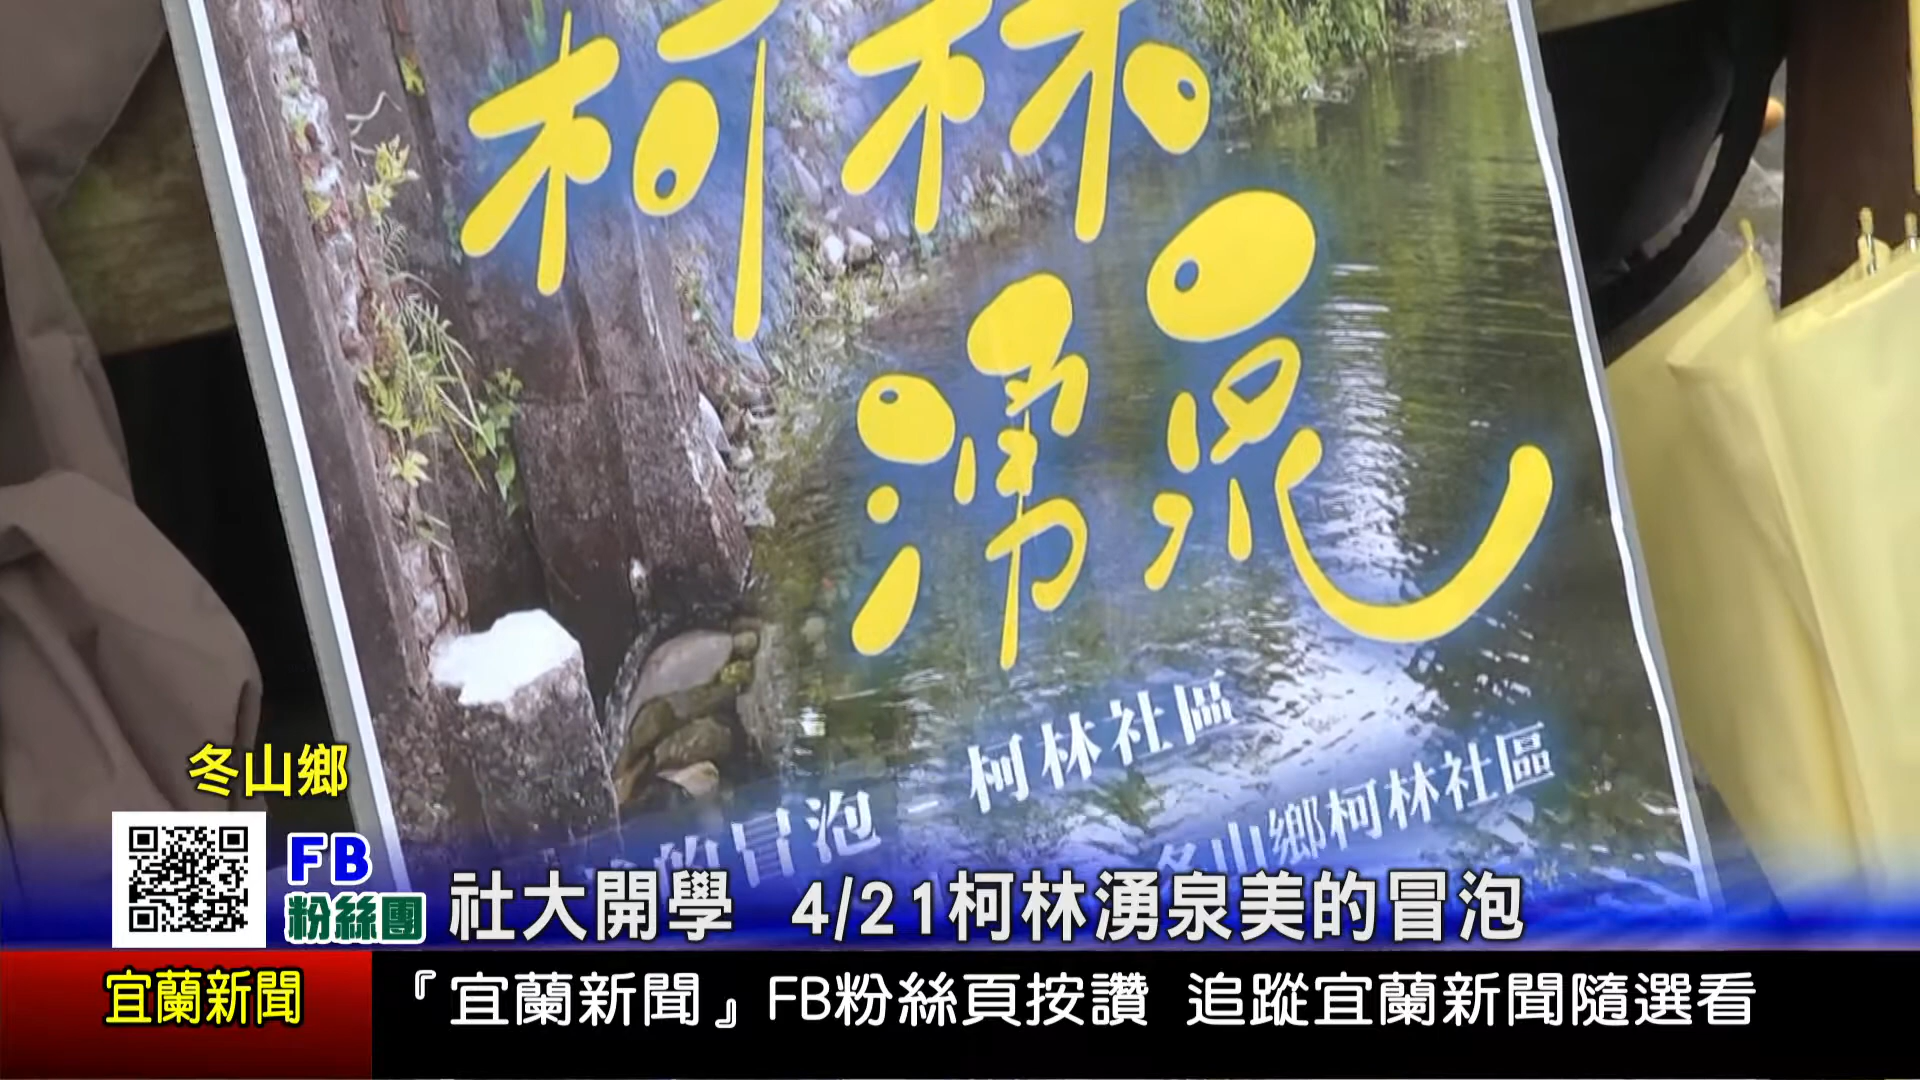 柯林
湧泉
柯林社區
的冒泡 -
冬山鄉柯林社區
冬山鄉
FB
粉絲團
社大開學 4/21柯林湧泉美的冒泡
宜蘭新聞
『宜蘭新聞』FB粉絲頁按讚 追蹤宜蘭新聞隨選看